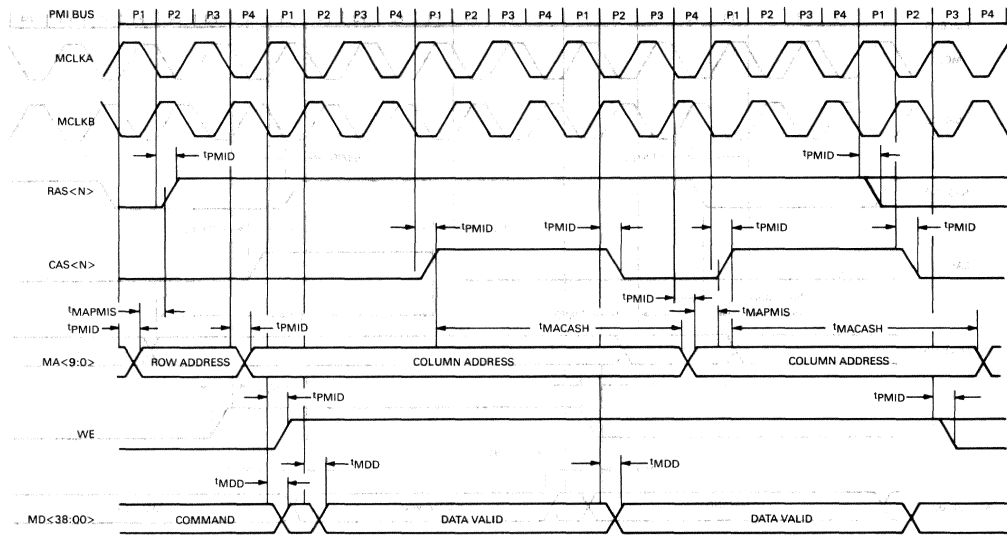 PMI BUS P1 P2 P3 P4 P1 P2 P3 P4 P1 P2 P3 P4 P1 P2 P3 P4 P1 P2 P3 P4 P1 P2 P3 P4
MCLKA
MCLKB
tPMID tPMID
RAS<N>
tPMID tPMID tPMID tPMID
CAS<N>
tMAPMIS tPMID tMAPMIS
tPMID tPMID tMACASH tMACASH
MA<9:0> ROW ADDRESS COLUMN ADDRESS COLUMN ADDRESS
tPMID tPMID
WE
tMDD tMDD
tMDD
MD<38:00> COMMAND DATA VALID DATA VALID